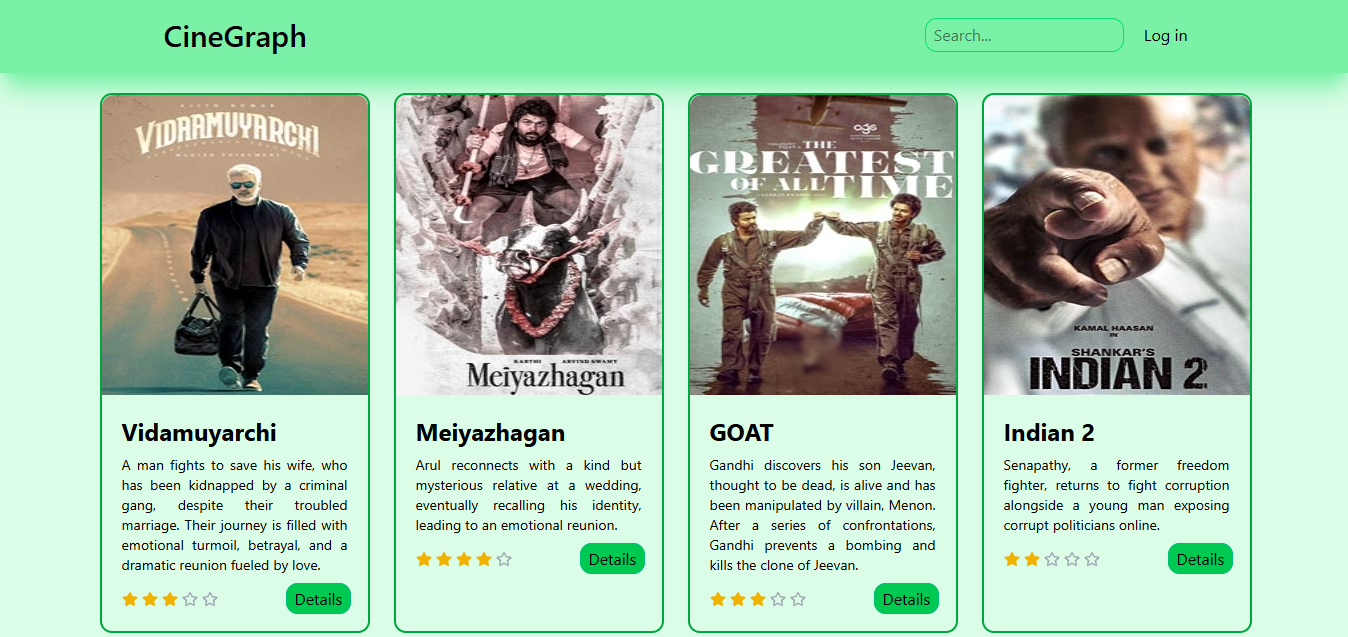 CineGraph
Search...
Log in
VIDAAMUYARCHI
Vidamuyarchi
A man fights to save his wife, who
has been kidnapped by a criminal
gang, despite their troubled
marriage. Their journey is filled with
emotional turmoil, betrayal, and a
dramatic reunion fueled by love.
Details
KARTHI ARVIND SWAMY
Meiyazhagan
Meiyazhagan
Arul reconnects with a kind but
mysterious relative at a wedding,
eventually recalling his identity,
leading to an emotional reunion.
Details
ags
THE
GREATEST
OF ALL TIME
GOAT
Gandhi discovers his son Jeevan,
thought to be dead, is alive and has
been manipulated by villain, Menon.
After a series of confrontations,
Gandhi prevents a bombing and
kills the clone of Jeevan.
Details
KAMAL HAASAN
IN
SHANKAR'S
INDIAN 2
Indian 2
Senapathy, a former freedom
fighter, returns to fight corruption
alongside a young man exposing
corrupt politicians online.
Details